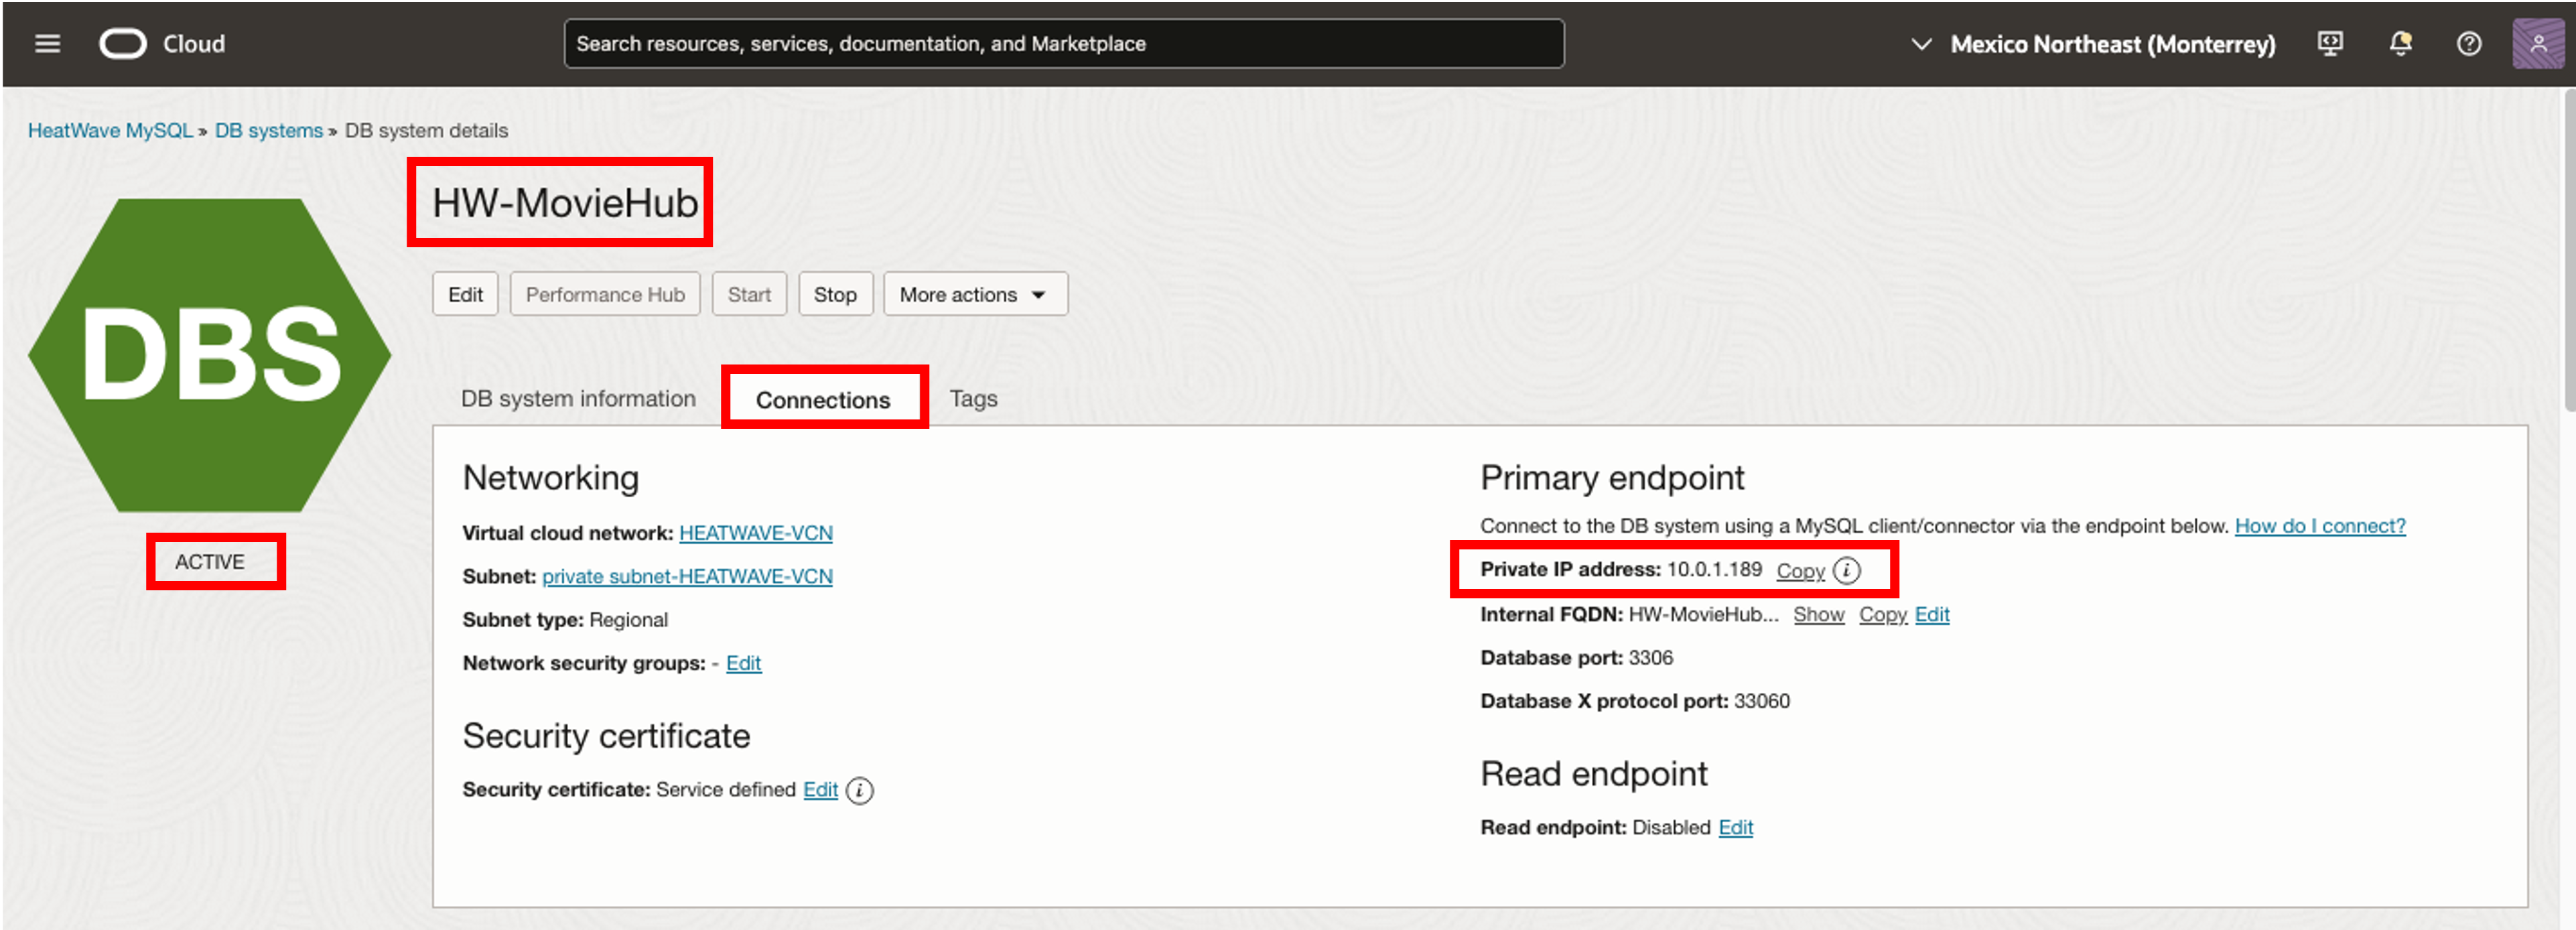 Cloud
Search resources, services, documentation, and Marketplace
Mexico Northeast (Monterrey)
HeatWave MySQL » DB systems » DB system details
HW-MovieHub
DBS
ACTIVE
Edit
Performance Hub
Start
Stop
More actions
DB system information
Connections
Tags
Networking
Virtual cloud network: HEATWAVE-VCN
Subnet: private subnet-HEATWAVE-VCN
Subnet type: Regional
Network security groups: - Edit
Security certificate
Security certificate: Service defined Edit i
Primary endpoint
Connect to the DB system using a MySQL client/connector via the endpoint below. How do I connect?
Private IP address: 10.0.1.189 Copy i
Internal FQDN: HW-MovieHub... Show Copy Edit
Database port: 3306
Database X protocol port: 33060
Read endpoint
Read endpoint: Disabled Edit